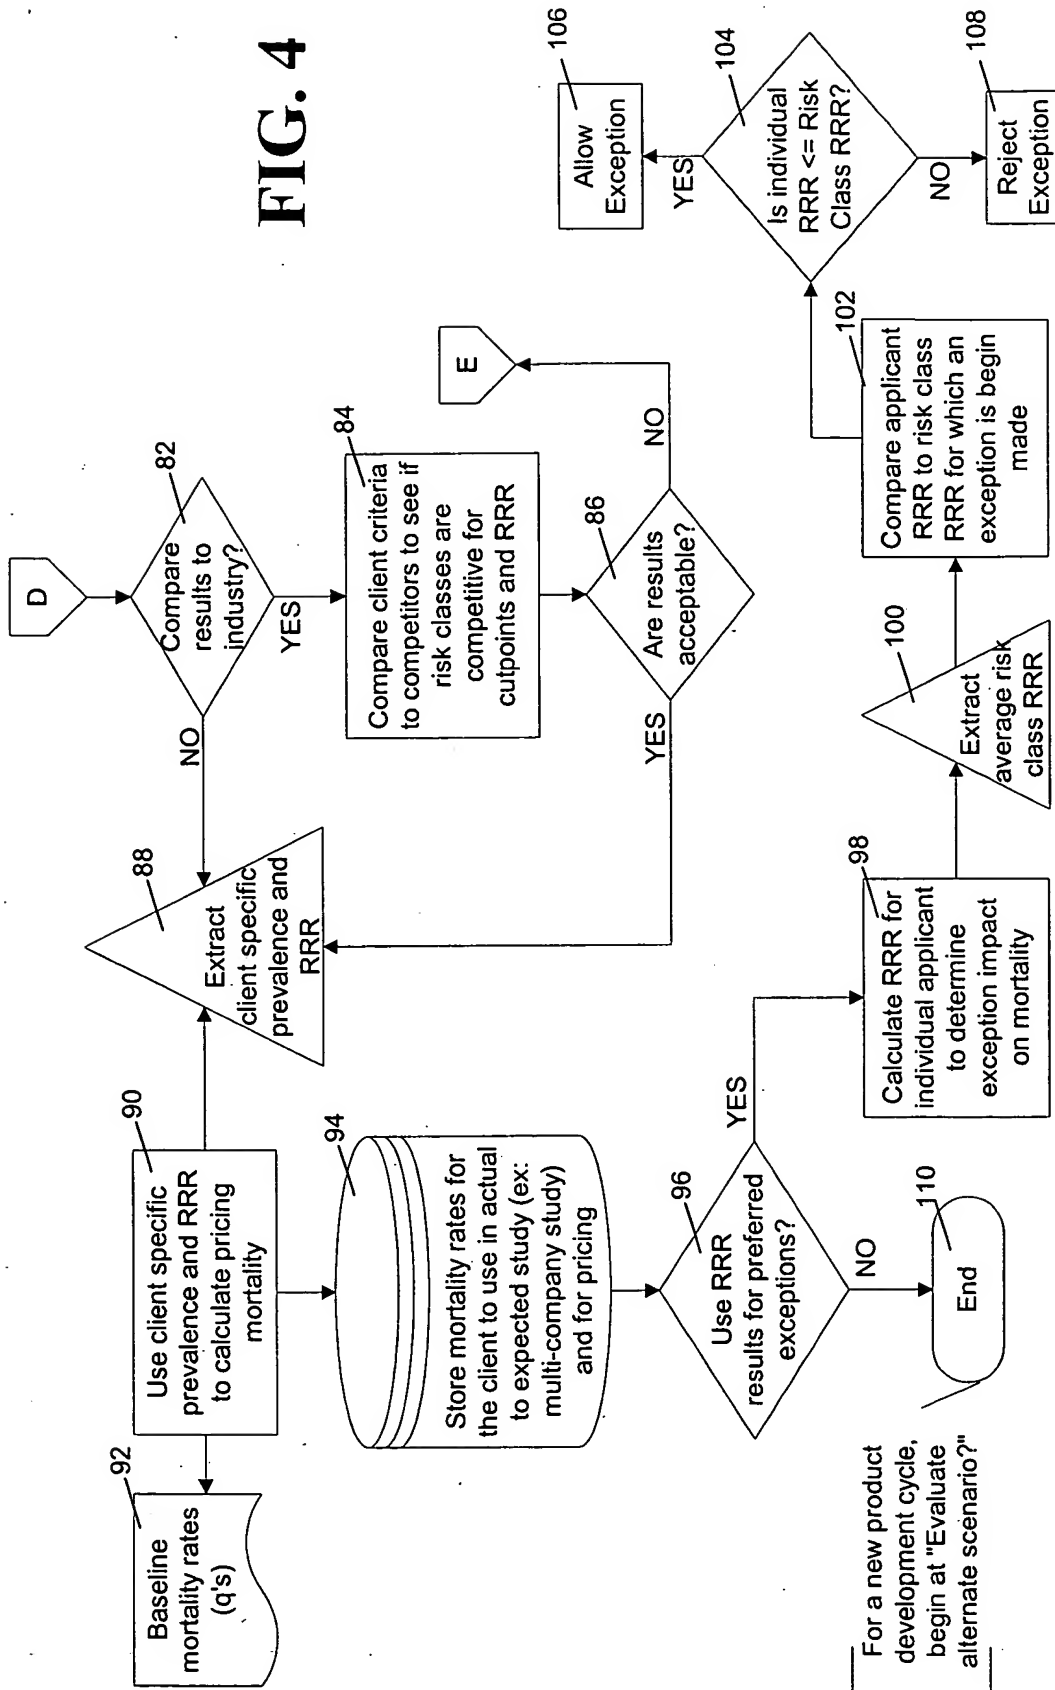 FIG. 4
D
82
Compare
results to
industry?
NO
YES
84
Compare client criteria
to competitors to see if
risk classes are
competitive for
cutpoints and RRR
86
Are results
acceptable?
YES
NO
E
88
Extract
client specific
prevalence and
RRR
90
Use client specific
prevalence and RRR
to calculate pricing
mortality
92
Baseline
mortality rates
(q's)
94
Store mortality rates for
the client to use in actual
to expected study (ex:
multi-company study)
and for pricing
96
Use RRR
results for preferred
exceptions?
YES
NO
98
Calculate RRR for
individual applicant
to determine
exception impact
on mortality
100
Extract
average risk
class RRR
102
Compare applicant
RRR to risk class
RRR for which an
exception is begin
made
104
Is individual
RRR <= Risk
Class RRR?
YES
NO
106
Allow
Exception
108
Reject
Exception
110
End
For a new product
development cycle,
begin at "Evaluate
alternate scenario?"